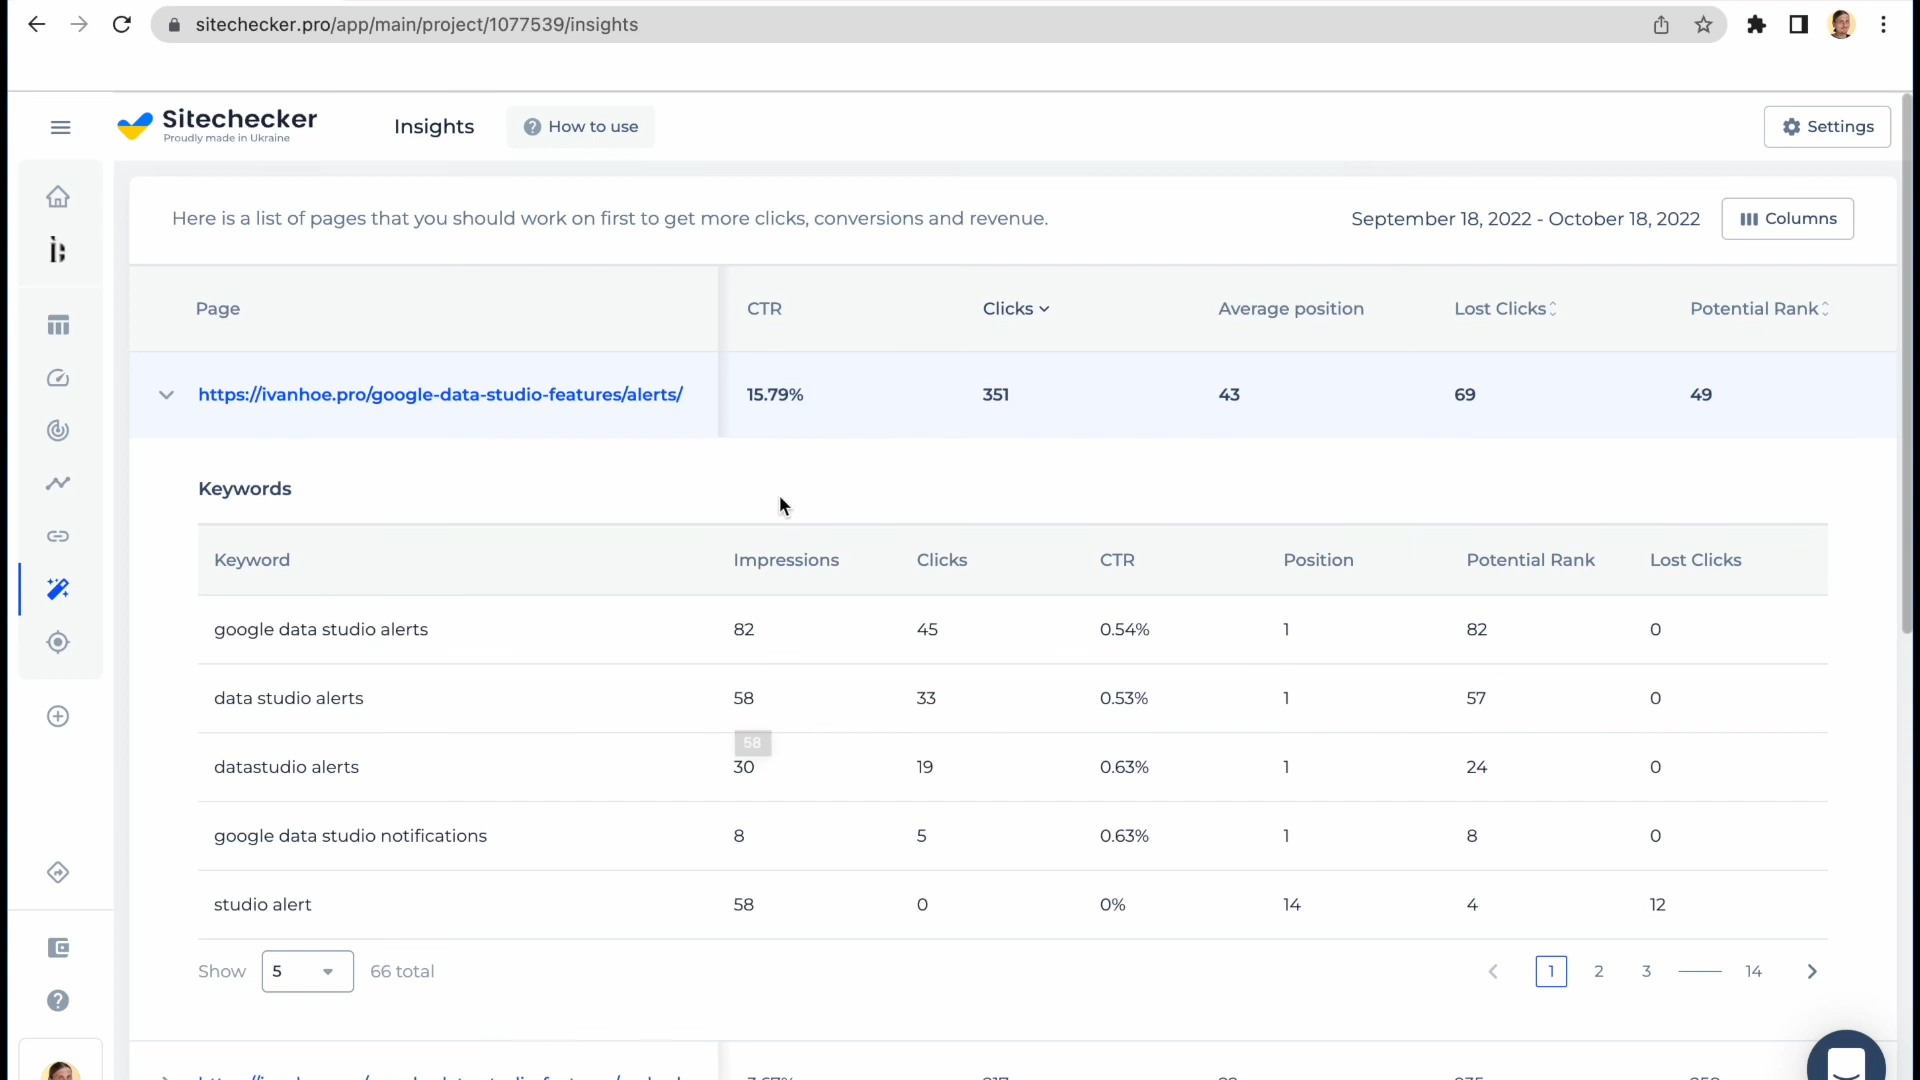 sitechecker.pro/app/main/project/1077539/insights
Sitechecker
Proudly made in Ukraine
Insights
How to use
Settings
Here is a list of pages that you should work on first to get more clicks, conversions and revenue.
September 18, 2022 - October 18, 2022
Columns
Page CTR Clicks Average position Lost Clicks Potential Rank
https://ivanhoe.pro/google-data-studio-features/alerts/ 15.79% 351 43 69 49
Keywords
Keyword Impressions Clicks CTR Position Potential Rank Lost Clicks
google data studio alerts 82 45 0.54% 1 82 0
data studio alerts 58 33 0.53% 1 57 0
58
datastudio alerts 30 19 0.63% 1 24 0
google data studio notifications 8 5 0.63% 1 8 0
studio alert 58 0 0% 14 4 12
Show 5 66 total
1 2 3 14